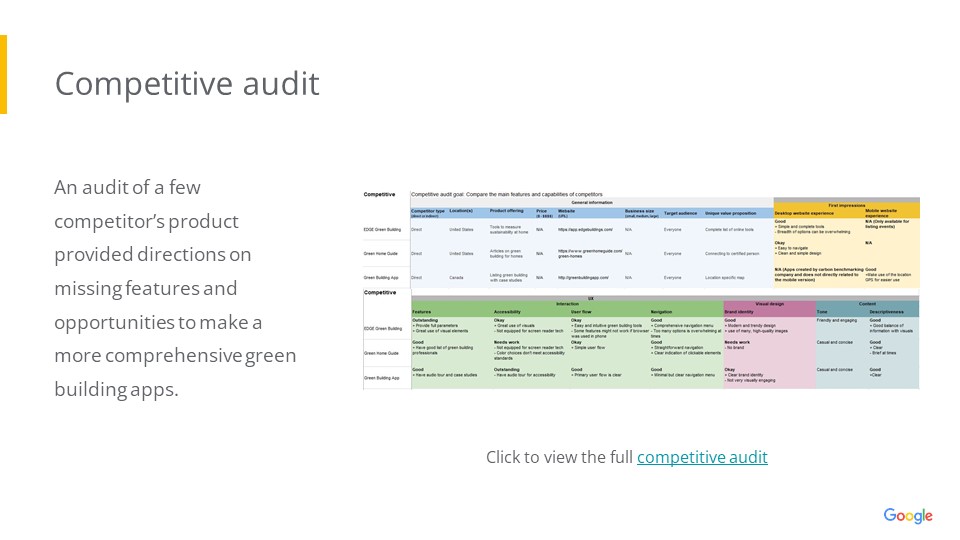 Competitive audit
An audit of a few
competitor's product
provided directions on
missing features and
opportunities to make a
more comprehensive green
building apps.
Competitive
Competitive audit goal: Compare the main features and capabilities of competitors
General information
First impressions
Competitor type (direct or indirect) Location(s) Product offering Price ($ - $$$$) Website (URL) Business size (small, medium, large) Target audience Unique value proposition Desktop website experience Mobile website experience
EDGE Green Building Direct United States Tools to measure sustability at home N/A https://app.edgebuildings.com/ N/A Everyone Complete list of online tools Good + Simple and complete tools - Breadth of options can be overwhelming N/A (Only available for listing events)
Green Home Guide Direct United States Articles on green building for homes N/A https://www.greenhomeguide.com/green-homes N/A Everyone Connecting to certified person Okay + Easy to navigate + Clean and simple design N/A
Green Building App Direct Canada Listing green building with case studies N/A http://greenbuildingapp.com/ N/A Everyone Location specific map N/A (Apps created by carbon benchmarking company and does not directly related to the mobile version) Good +Make use of the location GPS for easier use
Competitive
UX
Interaction Visual design Content
Features Accessibility User flow Navigation Brand identity Tone Descriptiveness
EDGE Green Building Outstanding + Provide full parameters + Great use of visual elements Okay + Great use of visuals - Not equipped for screen reader tech Okay + Easy and intuitive green building tools - Some features might not work if browser was used in phone Good + Comprehensive navigation menu - Too many options is overwhelming at times Good + Modern and trendy design + use of many, high-quality images Friendly and engaging Good + Good balance of information with visuals
Green Home Guide Good + Have good list of green building professionals Needs work - Not equipped for screen reader tech - Color choices don't meet accessibility standards Okay + Simple user flow Good + Straightforward navigation + Clear indication of clickable elements Needs work - No brand Casual and concise Good + Clear - Brief at times
Green Building App Good + Have audio tour and case studies Outstanding + Have audio tour for accessibility Good + Primary user flow is clear Good + Minimal but clear navigation menu Okay + Clear brand identity - Not very visually engaging Casual and concise Good +Clear
Click to view the full competitive audit
Google